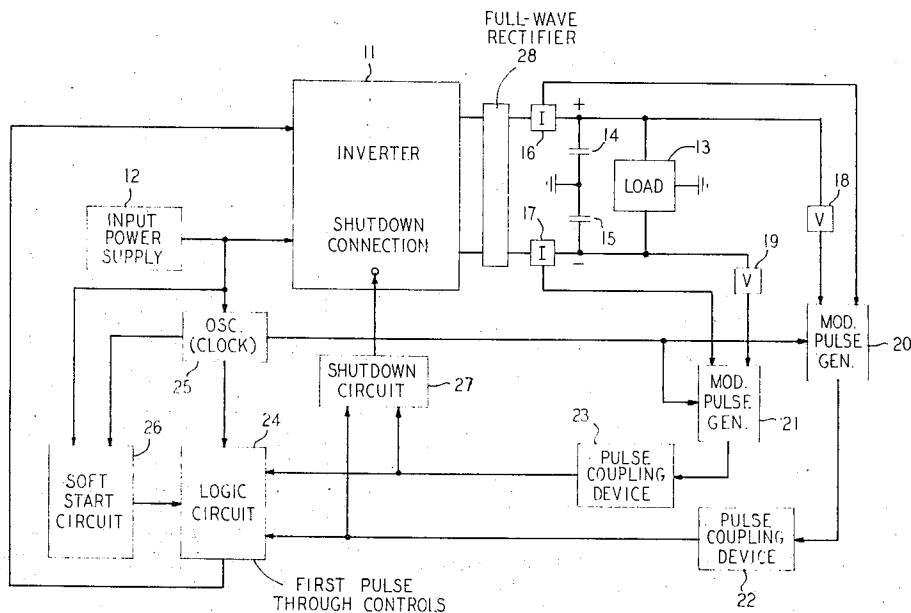 FULL-WAVE
RECTIFIER
28
11
I
16
+
14
13
12
INVERTER
LOAD
INPUT
POWER
SUPPLY
SHUTDOWN
CONNECTION
17
I
15
–
18
V
19
V
OSC.
(CLOCK)
25
MOD.
PULSE
GEN.
20
SHUTDOWN
CIRCUIT
27
MOD.
PULSE
GEN.
21
26
24
23
SOFT
START
CIRCUIT
LOGIC
CIRCUIT
PULSE
COUPLING
DEVICE
PULSE
COUPLING
DEVICE
22
FIRST PULSE
THROUGH CONTROLS